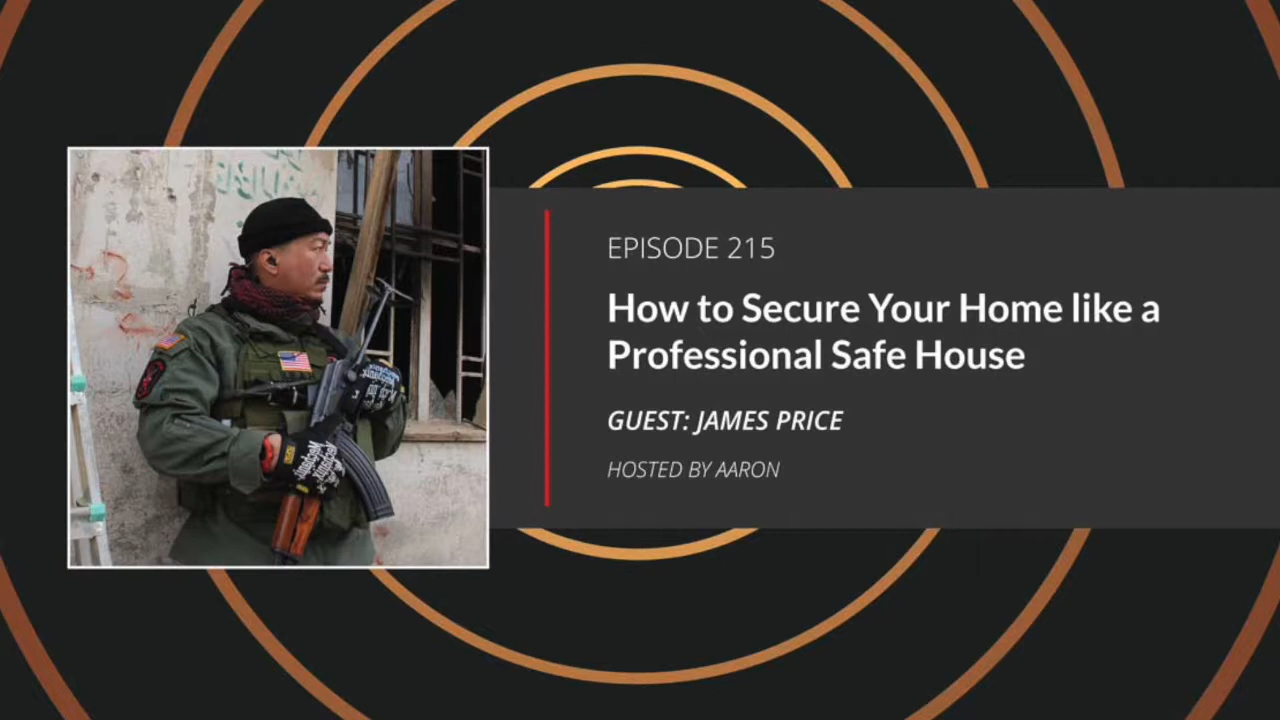 EPISODE 215
How to Secure Your Home like a
Professional Safe House
GUEST: JAMES PRICE
HOSTED BY AARON